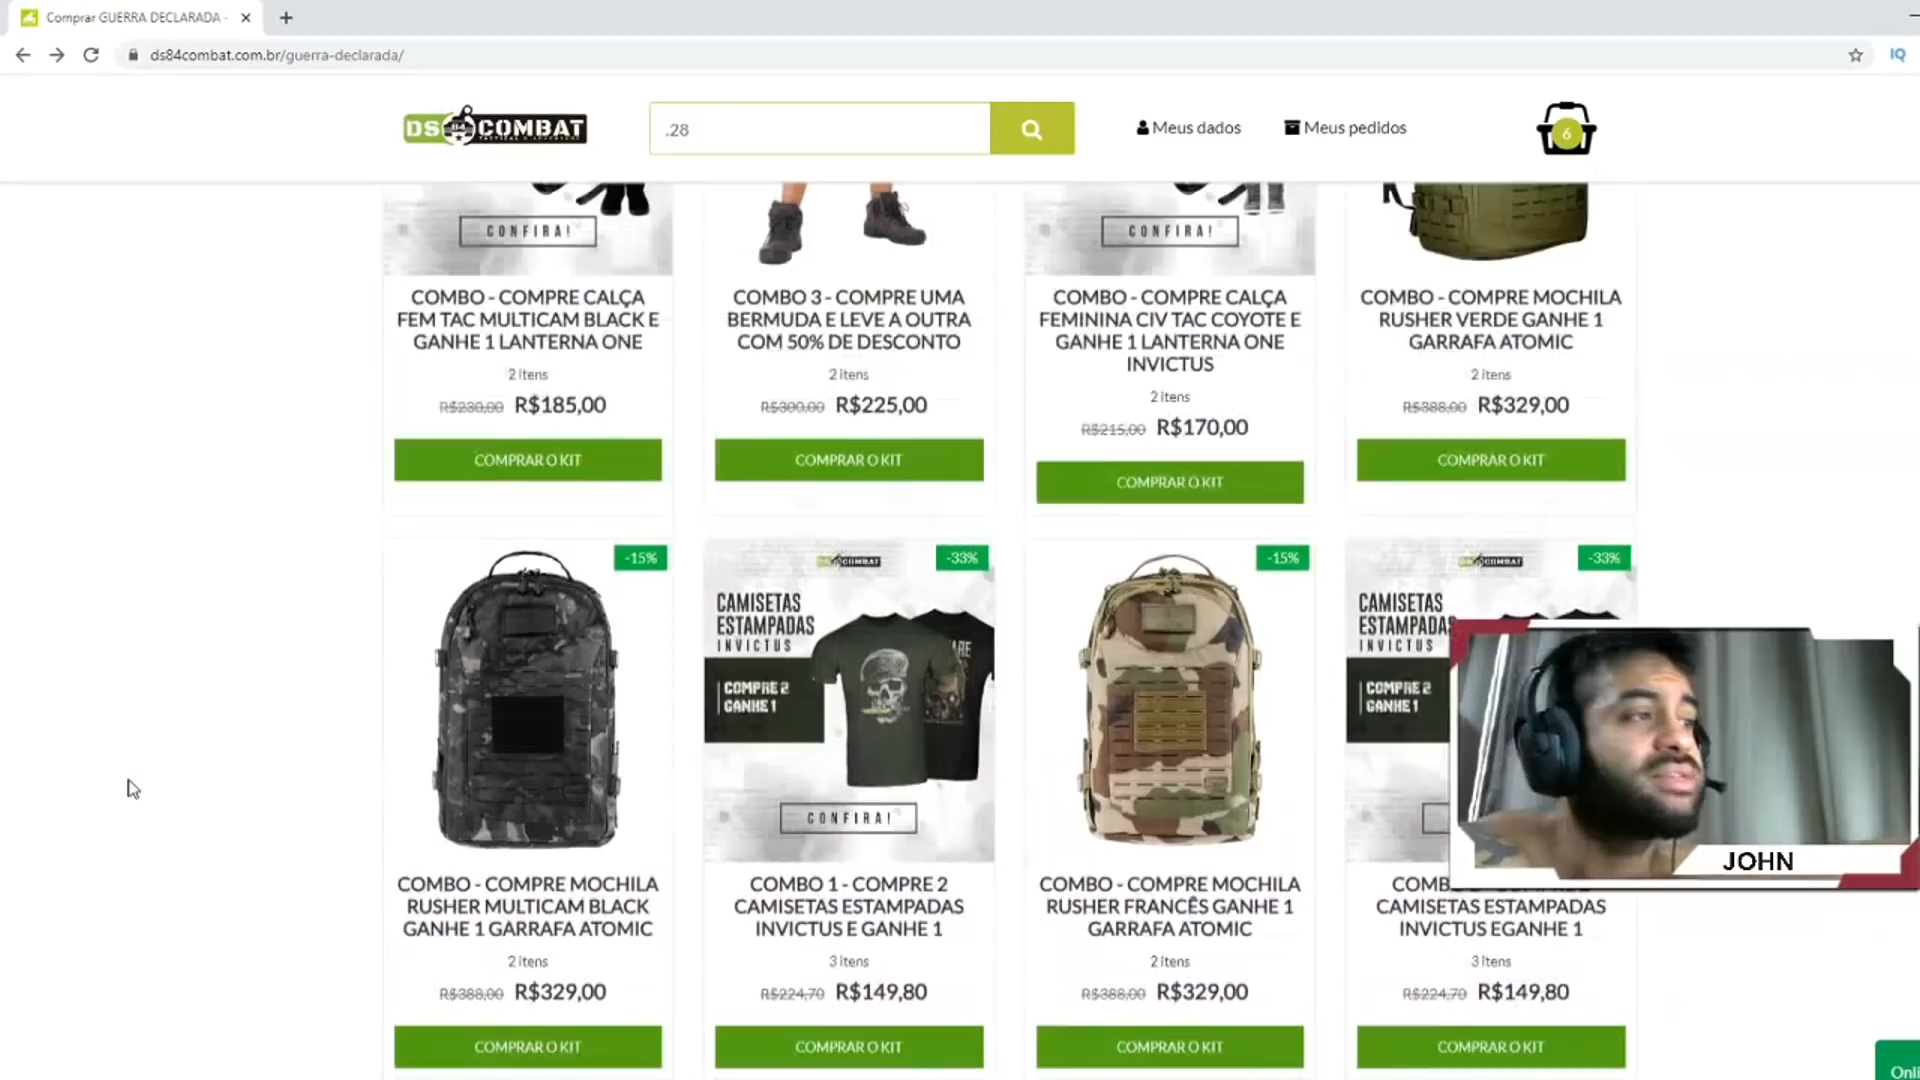 Comprar GUERRA DECLARADA -
ds84combat.com.br/guerra-declarada/
IQ
DS 84 COMBAT
.28
Meus dados
Meus pedidos
6
CONFIRA!
CONFIRA!
COMBO - COMPRE CALÇA
FEM TAC MULTICAM BLACK E
GANHE 1 LANTERNA ONE
2 itens
R$230,00 R$185,00
COMPRAR O KIT
COMBO 3 - COMPRE UMA
BERMUDA E LEVE A OUTRA
COM 50% DE DESCONTO
2 itens
R$300,00 R$225,00
COMPRAR O KIT
COMBO - COMPRE CALÇA
FEMININA CIV TAC COYOTE E
GANHE 1 LANTERNA ONE
INVICTUS
2 itens
R$215,00 R$170,00
COMPRAR O KIT
COMBO - COMPRE MOCHILA
RUSHER VERDE GANHE 1
GARRAFA ATOMIC
2 itens
R$388,00 R$329,00
COMPRAR O KIT
-15%
COMBO - COMPRE MOCHILA
RUSHER MULTICAM BLACK
GANHE 1 GARRAFA ATOMIC
2 itens
R$388,00 R$329,00
COMPRAR O KIT
-33%
COMBAT
CAMISETAS
ESTAMPADAS
INVICTUS
COMPRE 2
GANHE 1
CONFIRA!
COMBO 1 - COMPRE 2
CAMISETAS ESTAMPADAS
INVICTUS E GANHE 1
3 itens
R$224,70 R$149,80
COMPRAR O KIT
-15%
COMBO - COMPRE MOCHILA
RUSHER FRANCÊS GANHE 1
GARRAFA ATOMIC
2 itens
R$388,00 R$329,00
COMPRAR O KIT
-33%
COMBAT
CAMISETAS
ESTAMPADAS
INVICTUS
COMPRE 2
GANHE 1
JOHN
CAMISETAS ESTAMPADAS
INVICTUS EGANHE 1
3 itens
R$224,70 R$149,80
COMPRAR O KIT
Onli